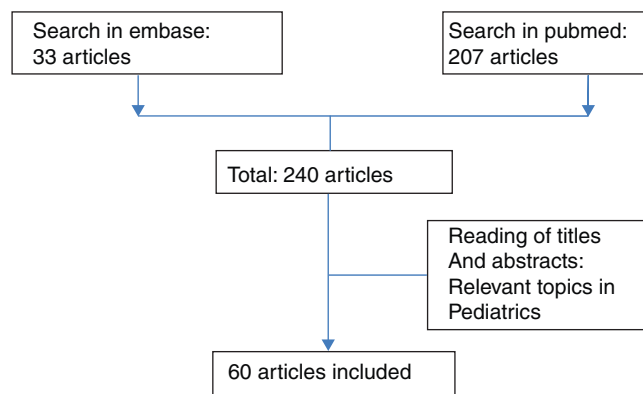 Search in embase:
33 articles
Search in pubmed:
207 articles
Total: 240 articles
Reading of titles
And abstracts:
Relevant topics in
Pediatrics
60 articles included